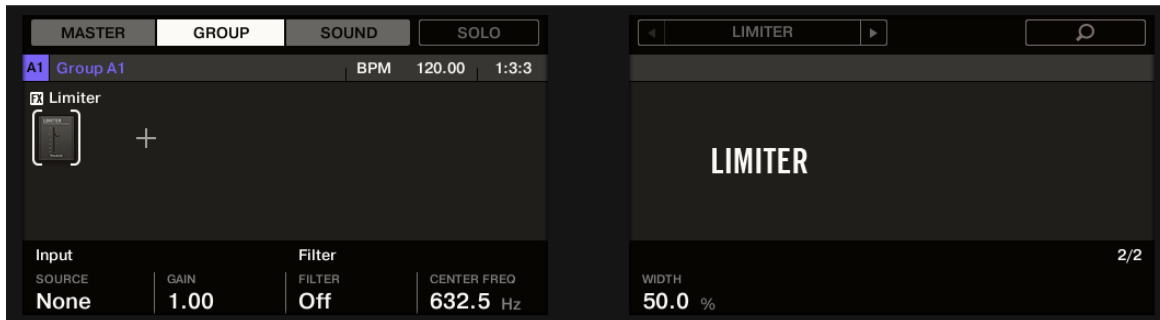 MASTER GROUP SOUND SOLO
A1 Group A1 BPM 120.00 1:3:3
FX Limiter
LIMITER
Input Filter
SOURCE GAIN FILTER CENTER FREQ
None 1.00 Off 632.5 Hz
LIMITER
LIMITER
2/2
WIDTH
50.0 %